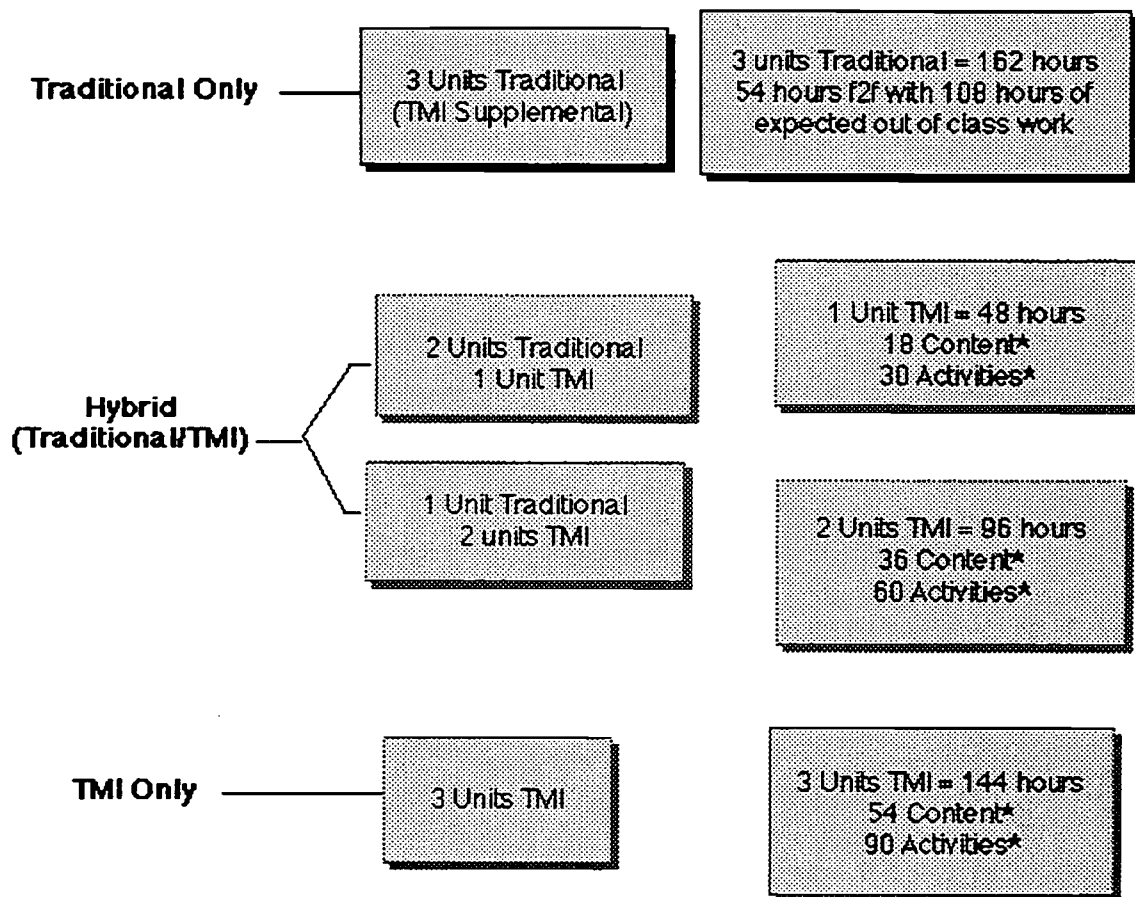 Traditional Only
3 Units Traditional
(TMI Supplemental)
3 units Traditional = 162 hours
54 hours f2f with 108 hours of
expected out of class work
Hybrid
(Traditional/TMI)
2 Units Traditional
1 Unit TMI
1 Unit TMI = 48 hours
18 Content*
30 Activities*
1 Unit Traditional
2 units TMI
2 Units TMI = 96 hours
36 Content*
60 Activities*
TMI Only
3 Units TMI
3 Units TMI = 144 hours
54 Content*
90 Activities*